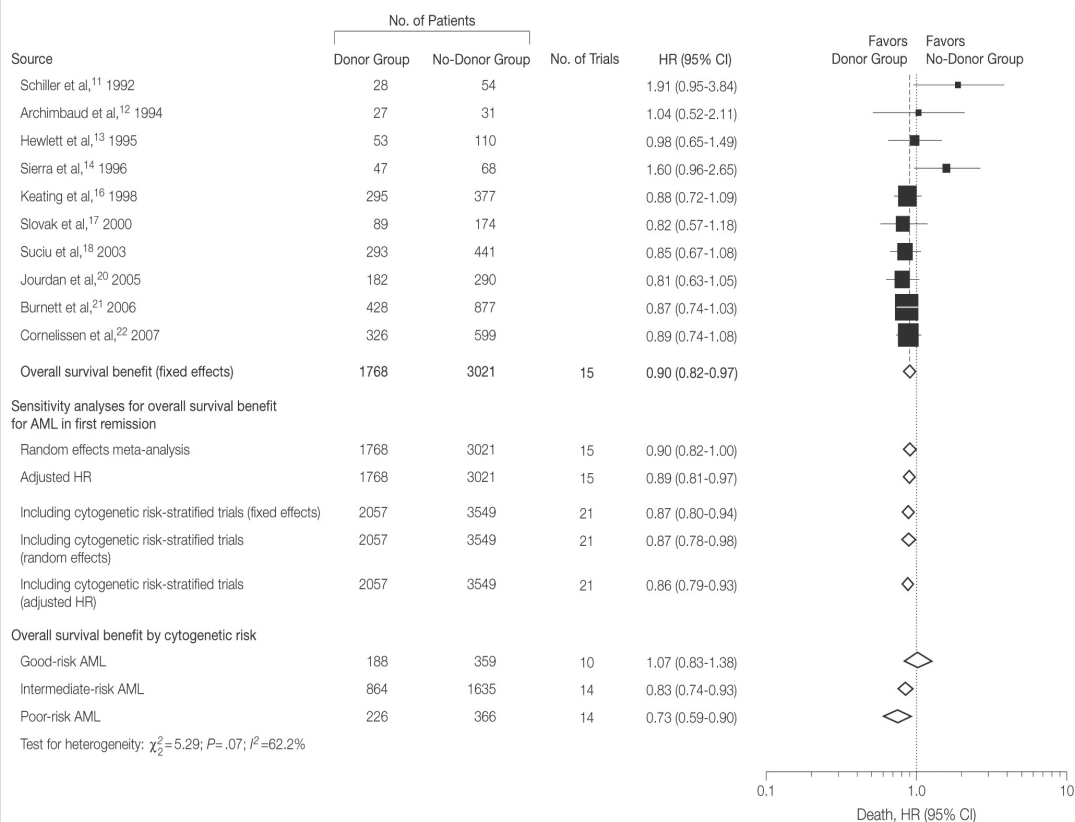 No. of Patients
Favors Favors
Source Donor Group No-Donor Group No. of Trials HR (95% CI) Donor Group No-Donor Group
Schiller et al,11 1992 28 54 1.91 (0.95-3.84)
Archimbaud et al,12 1994 27 31 1.04 (0.52-2.11)
Hewlett et al,13 1995 53 110 0.98 (0.65-1.49)
Sierra et al,14 1996 47 68 1.60 (0.96-2.65)
Keating et al,16 1998 295 377 0.88 (0.72-1.09)
Slovak et al,17 2000 89 174 0.82 (0.57-1.18)
Suciu et al,18 2003 293 441 0.85 (0.67-1.08)
Jourdan et al,20 2005 182 290 0.81 (0.63-1.05)
Burnett et al,21 2006 428 877 0.87 (0.74-1.03)
Cornelissen et al,22 2007 326 599 0.89 (0.74-1.08)
Overall survival benefit (fixed effects) 1768 3021 15 0.90 (0.82-0.97)
Sensitivity analyses for overall survival benefit
for AML in first remission
Random effects meta-analysis 1768 3021 15 0.90 (0.82-1.00)
Adjusted HR 1768 3021 15 0.89 (0.81-0.97)
Including cytogenetic risk-stratified trials (fixed effects) 2057 3549 21 0.87 (0.80-0.94)
Including cytogenetic risk-stratified trials 2057 3549 21 0.87 (0.78-0.98)
(random effects)
Including cytogenetic risk-stratified trials 2057 3549 21 0.86 (0.79-0.93)
(adjusted HR)
Overall survival benefit by cytogenetic risk
Good-risk AML 188 359 10 1.07 (0.83-1.38)
Intermediate-risk AML 864 1635 14 0.83 (0.74-0.93)
Poor-risk AML 226 366 14 0.73 (0.59-0.90)
Test for heterogeneity: χ²₂=5.29; P=.07; I²=62.2%
0.1 1.0 10
Death, HR (95% CI)